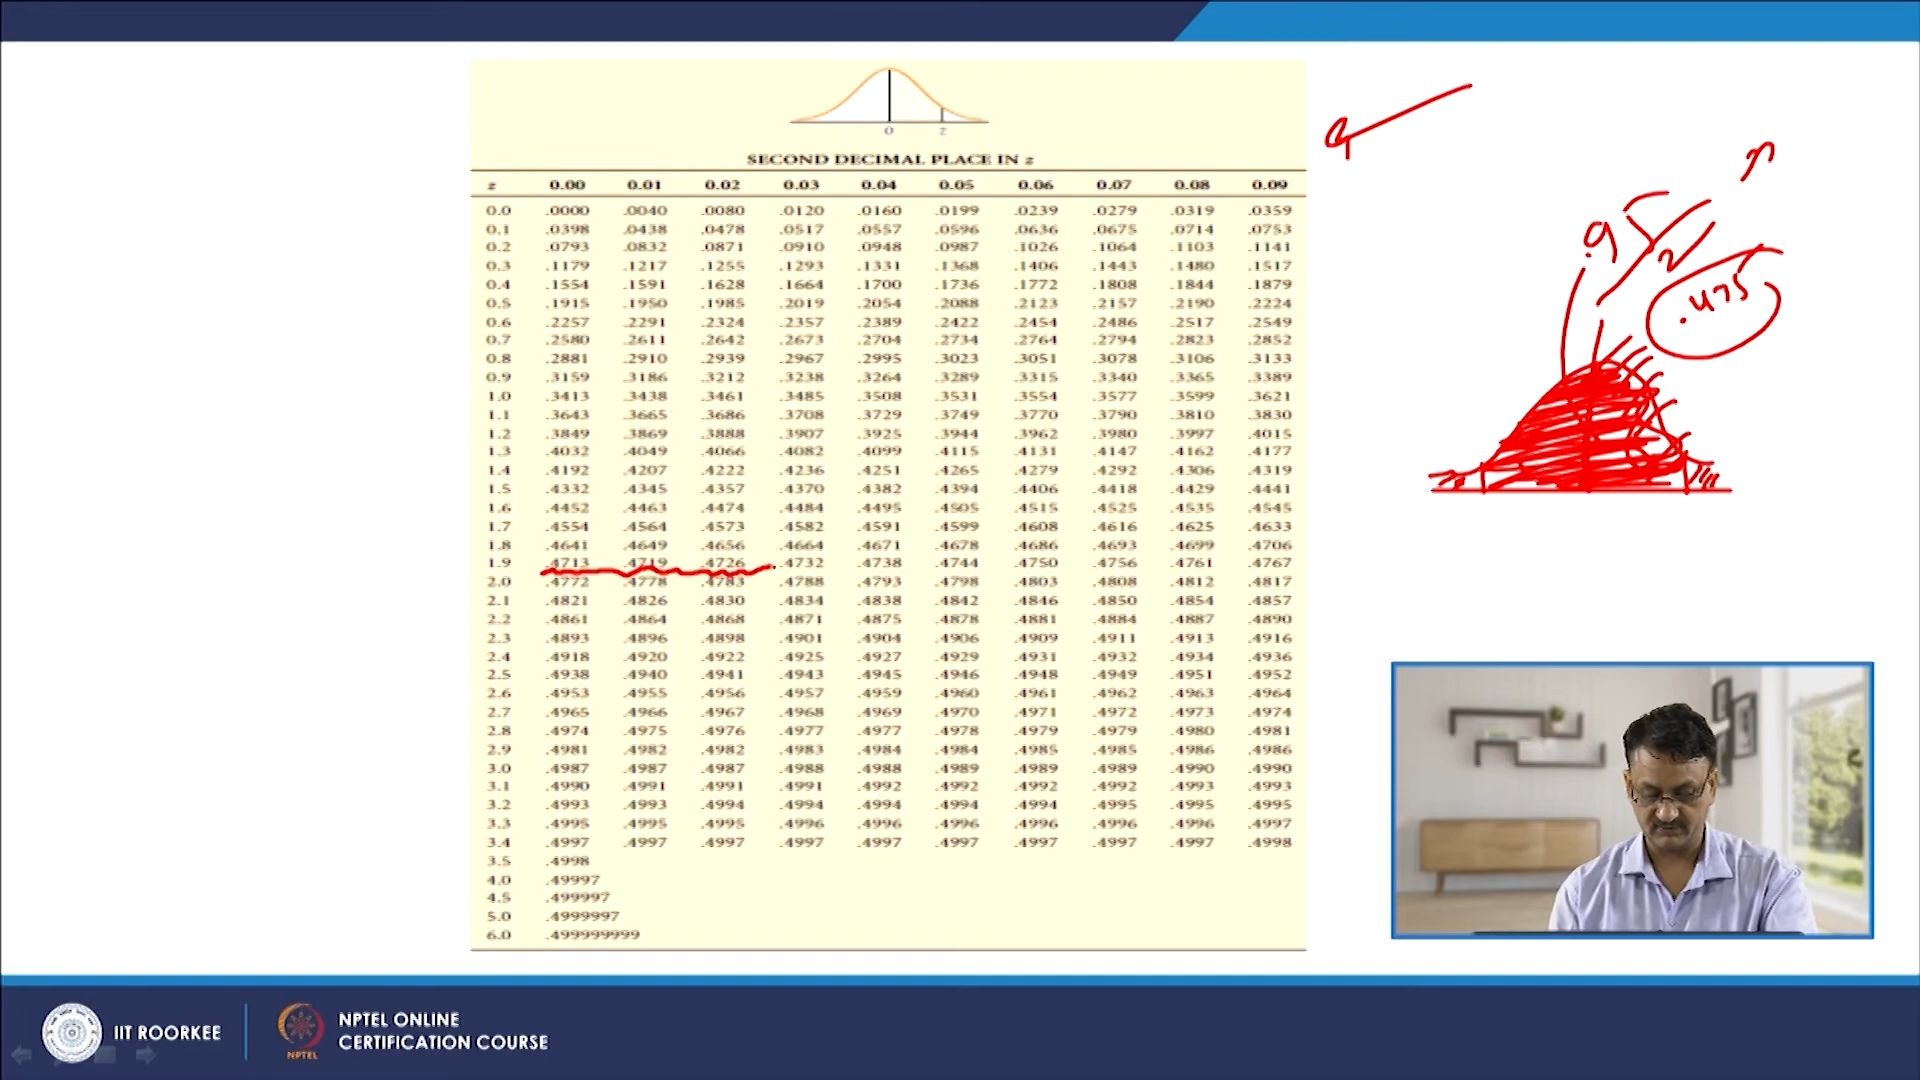 0 z
SECOND DECIMAL PLACE IN z
z 0.00 0.01 0.02 0.03 0.04 0.05 0.06 0.07 0.08 0.09
0.0 .0000 .0040 .0080 .0120 .0160 .0199 .0239 .0279 .0319 .0359
0.1 .0398 .0438 .0478 .0517 .0557 .0596 .0636 .0675 .0714 .0753
0.2 .0793 .0832 .0871 .0910 .0948 .0987 .1026 .1064 .1103 .1141
0.3 .1179 .1217 .1255 .1293 .1331 .1368 .1406 .1443 .1480 .1517
0.4 .1554 .1591 .1628 .1664 .1700 .1736 .1772 .1808 .1844 .1879
0.5 .1915 .1950 .1985 .2019 .2054 .2088 .2123 .2157 .2190 .2224
0.6 .2257 .2291 .2324 .2357 .2389 .2422 .2454 .2486 .2517 .2549
0.7 .2580 .2611 .2642 .2673 .2704 .2734 .2764 .2794 .2823 .2852
0.8 .2881 .2910 .2939 .2967 .2995 .3023 .3051 .3078 .3106 .3133
0.9 .3159 .3186 .3212 .3238 .3264 .3289 .3315 .3340 .3365 .3389
1.0 .3413 .3438 .3461 .3485 .3508 .3531 .3554 .3577 .3599 .3621
1.1 .3643 .3665 .3686 .3708 .3729 .3749 .3770 .3790 .3810 .3830
1.2 .3849 .3869 .3888 .3907 .3925 .3944 .3962 .3980 .3997 .4015
1.3 .4032 .4049 .4066 .4082 .4099 .4115 .4131 .4147 .4162 .4177
1.4 .4192 .4207 .4222 .4236 .4251 .4265 .4279 .4292 .4306 .4319
1.5 .4332 .4345 .4357 .4370 .4382 .4394 .4406 .4418 .4429 .4441
1.6 .4452 .4463 .4474 .4484 .4495 .4505 .4515 .4525 .4535 .4545
1.7 .4554 .4564 .4573 .4582 .4591 .4599 .4608 .4616 .4625 .4633
1.8 .4641 .4649 .4656 .4664 .4671 .4678 .4686 .4693 .4699 .4706
1.9 .4713 .4719 .4726 .4732 .4738 .4744 .4750 .4756 .4761 .4767
2.0 .4772 .4778 .4783 .4788 .4793 .4798 .4803 .4808 .4812 .4817
2.1 .4821 .4826 .4830 .4834 .4838 .4842 .4846 .4850 .4854 .4857
2.2 .4861 .4864 .4868 .4871 .4875 .4878 .4881 .4884 .4887 .4890
2.3 .4893 .4896 .4898 .4901 .4904 .4906 .4909 .4911 .4913 .4916
2.4 .4918 .4920 .4922 .4925 .4927 .4929 .4931 .4932 .4934 .4936
2.5 .4938 .4940 .4941 .4943 .4945 .4946 .4948 .4949 .4951 .4952
2.6 .4953 .4955 .4956 .4957 .4959 .4960 .4961 .4962 .4963 .4964
2.7 .4965 .4966 .4967 .4968 .4969 .4970 .4971 .4972 .4973 .4974
2.8 .4974 .4975 .4976 .4977 .4977 .4978 .4979 .4979 .4980 .4981
2.9 .4981 .4982 .4982 .4983 .4984 .4984 .4985 .4985 .4986 .4986
3.0 .4987 .4987 .4987 .4988 .4988 .4989 .4989 .4989 .4990 .4990
3.1 .4990 .4991 .4991 .4991 .4992 .4992 .4992 .4992 .4993 .4993
3.2 .4993 .4993 .4994 .4994 .4994 .4994 .4994 .4995 .4995 .4995
3.3 .4995 .4995 .4995 .4996 .4996 .4996 .4996 .4996 .4996 .4997
3.4 .4997 .4997 .4997 .4997 .4997 .4997 .4997 .4997 .4997 .4998
3.5 .4998
4.0 .49997
4.5 .499997
5.0 .4999997
6.0 .499999999
.95/2
.475
IIT ROORKEE
NPTEL
NPTEL ONLINE
CERTIFICATION COURSE